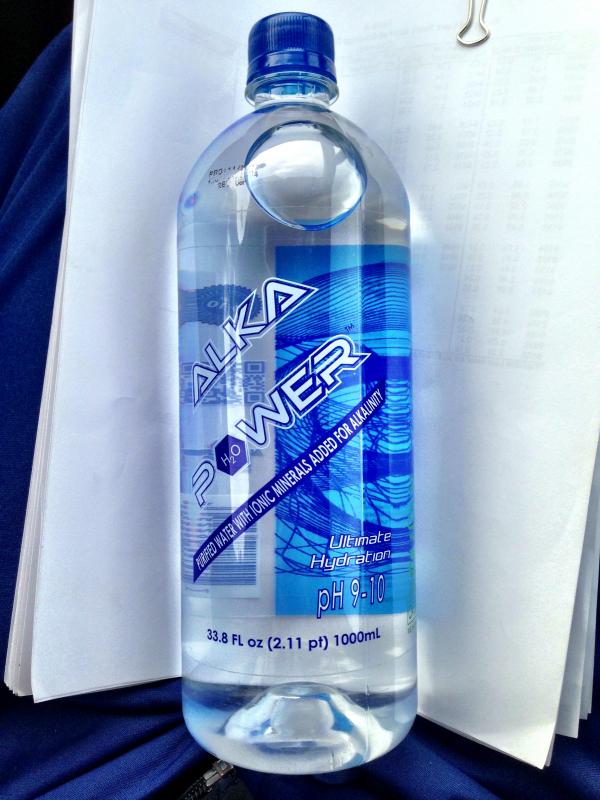 ALKA
POWER™
H₂O
PURIFIED WATER WITH IONIC MINERALS ADDED FOR ALKALINITY
Ultimate
Hydration
pH 9-10
33.8 FL oz (2.11 pt) 1000mL